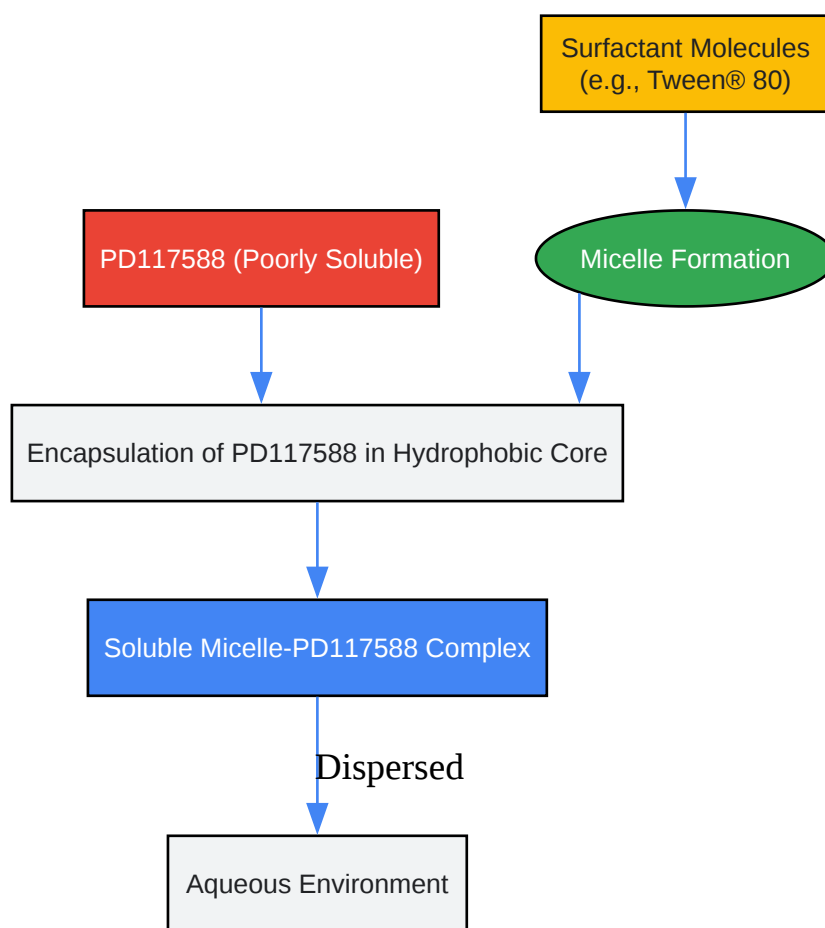 Surfactant Molecules
(e.g., Tween® 80)
PD117588 (Poorly Soluble)
Micelle Formation
Encapsulation of PD117588 in Hydrophobic Core
Soluble Micelle-PD117588 Complex
Dispersed
Aqueous Environment